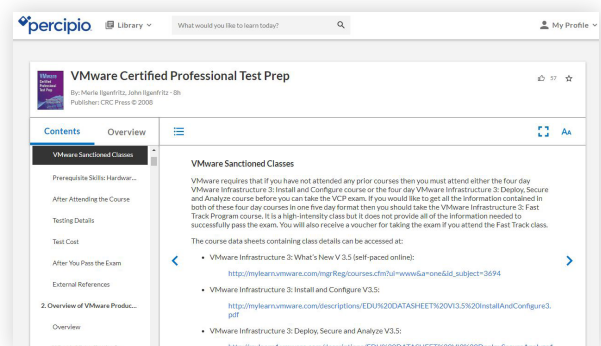 percipio
Library
What would you like to learn today?
My Profile
VMware Certified Professional Test Prep
By: Merle Ilgenfritz, John Ilgenfritz - 8h
Publisher: CRC Press © 2008
57
Contents
Overview
AA
VMware Sanctioned Classes
Prerequisite Skills: Hardwar...
After Attending the Course
Testing Details
Test Cost
After You Pass the Exam
External References
2. Overview of VMware Produc...
Overview
VMware Sanctioned Classes
VMware requires that if you have not attended any prior courses then you must attend either the four day
VMware Infrastructure 3: Install and Configure course or the four day VMware Infrastructure 3: Deploy, Secure
and Analyze course before you can take the VCP exam. If you would like to get all the information contained in
both of these four day courses in one five day format then you should take the VMware Infrastructure 3: Fast
Track Program course. It is a high-intensity class but it does not provide all of the information needed to
successfully pass the exam. You will also receive a voucher for taking the exam if you attend the Fast Track class.
The course data sheets containing class details can be accessed at:
• VMware Infrastructure 3: What's New V 3.5 (self-paced online):
http://mylearn.vmware.com/mgrReg/courses.cfm?ui=www&a=one&id_subject=3694
• VMware Infrastructure 3: Install and Configure V3.5:
http://mylearn.vmware.com/descriptions/EDU%20DATASHEET%20VI3.5%20InstallAndConfigure3.
pdf
• VMware Infrastructure 3: Deploy, Secure and Analyze V3.5: